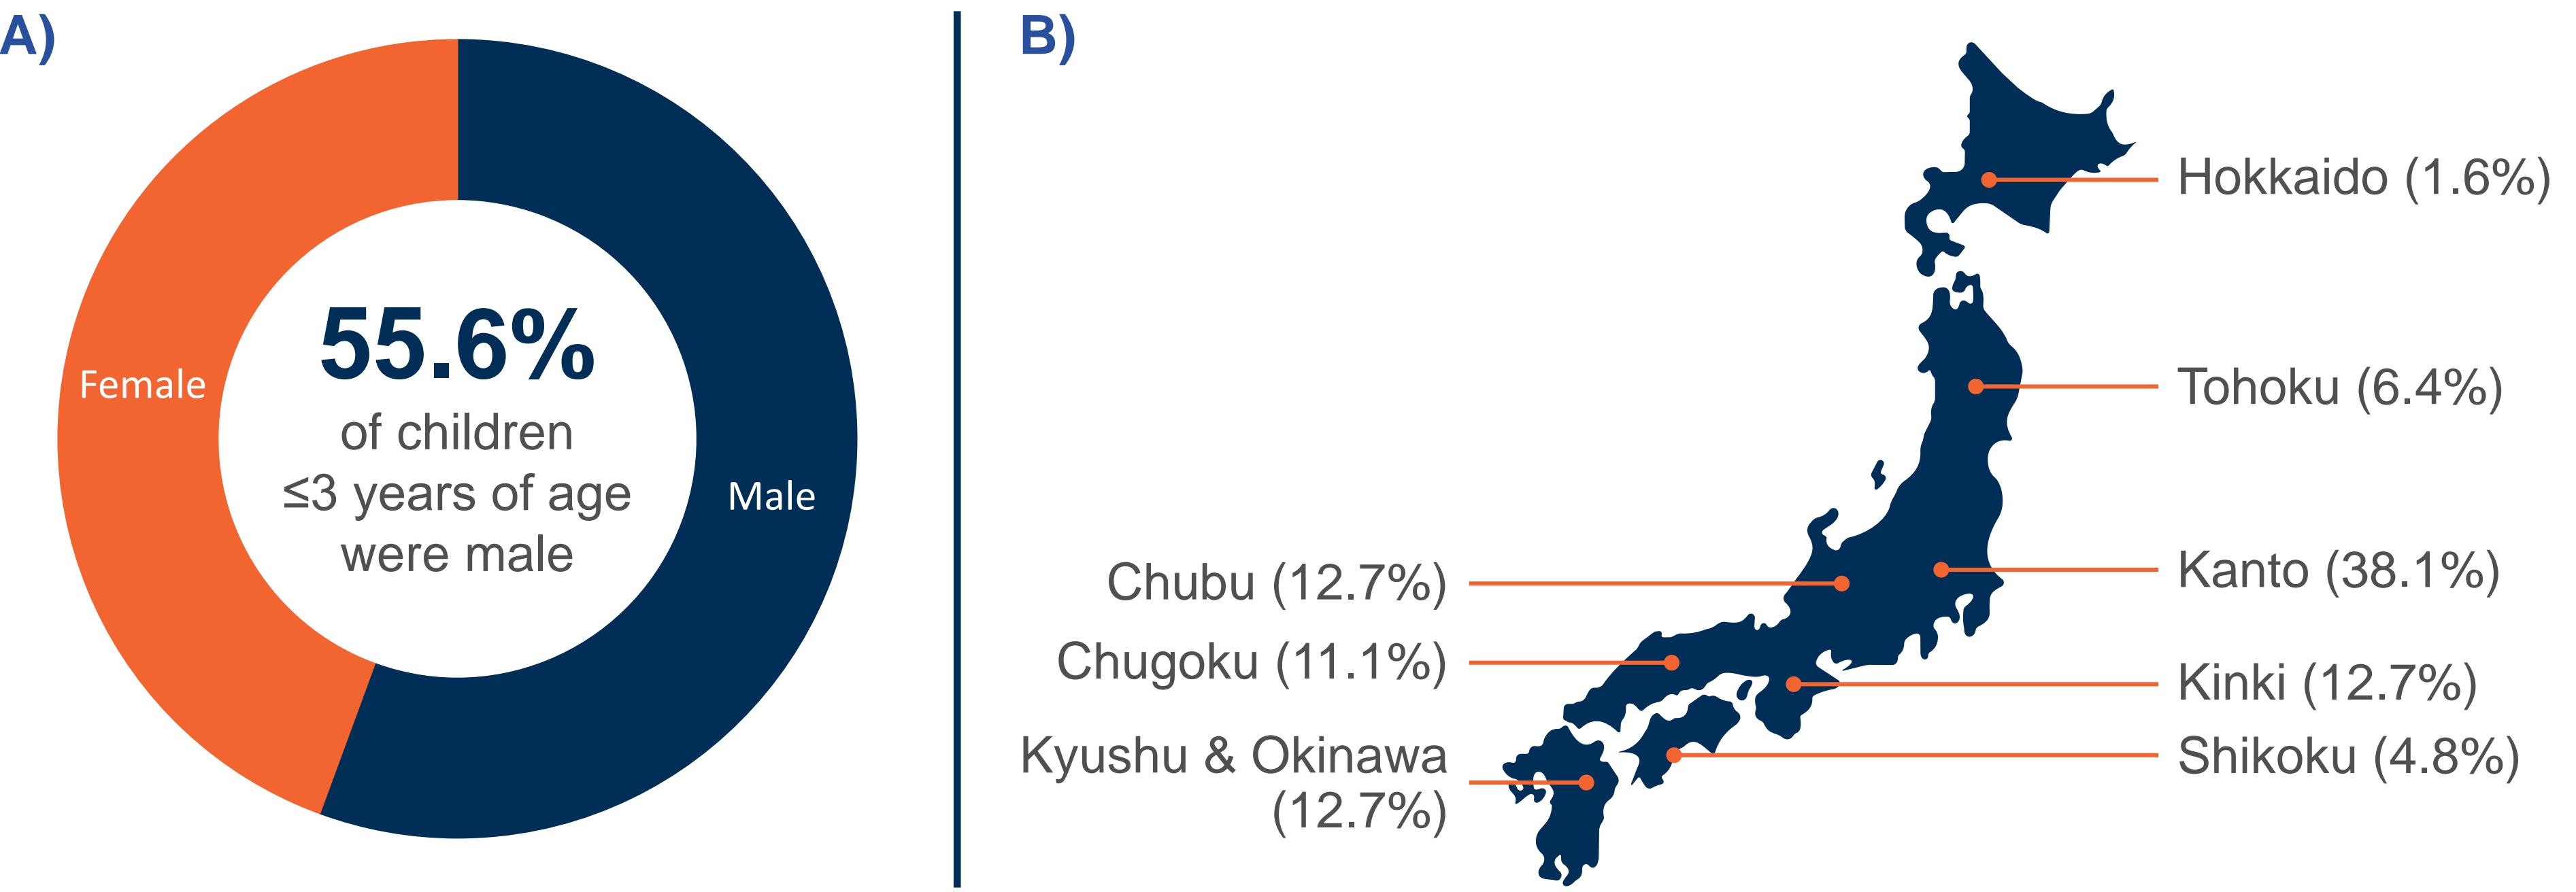 A)
Female
55.6%
of children
≤3 years of age
were male
Male
B)
Hokkaido (1.6%)
Tohoku (6.4%)
Kanto (38.1%)
Kinki (12.7%)
Shikoku (4.8%)
Chubu (12.7%)
Chugoku (11.1%)
Kyushu & Okinawa
(12.7%)